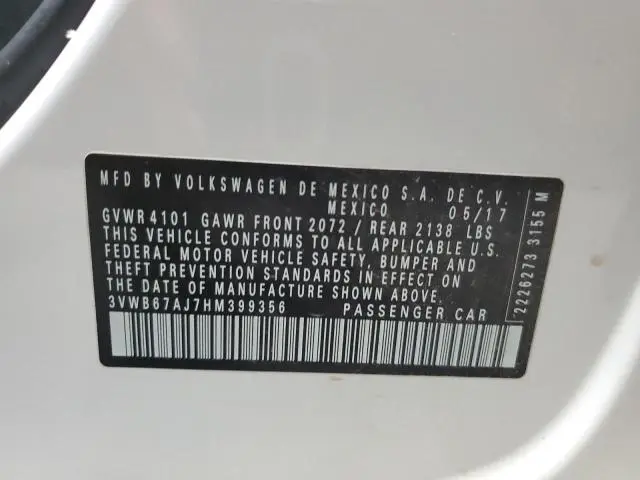 MFD BY VOLKSWAGEN DE MEXICO S.A. DE C.V.
MEXICO 05/17
GVWR 4101 GAWR FRONT 2072 / REAR 2138 LBS
THIS VEHICLE CONFORMS TO ALL APPLICABLE U.S.
FEDERAL MOTOR VEHICLE SAFETY, BUMPER AND
THEFT PREVENTION STANDARDS IN EFFECT ON
THE DATE OF MANUFACTURE SHOWN ABOVE.
3VWB67AJ7HM399356 PASSENGER CAR
2226273 3155 M